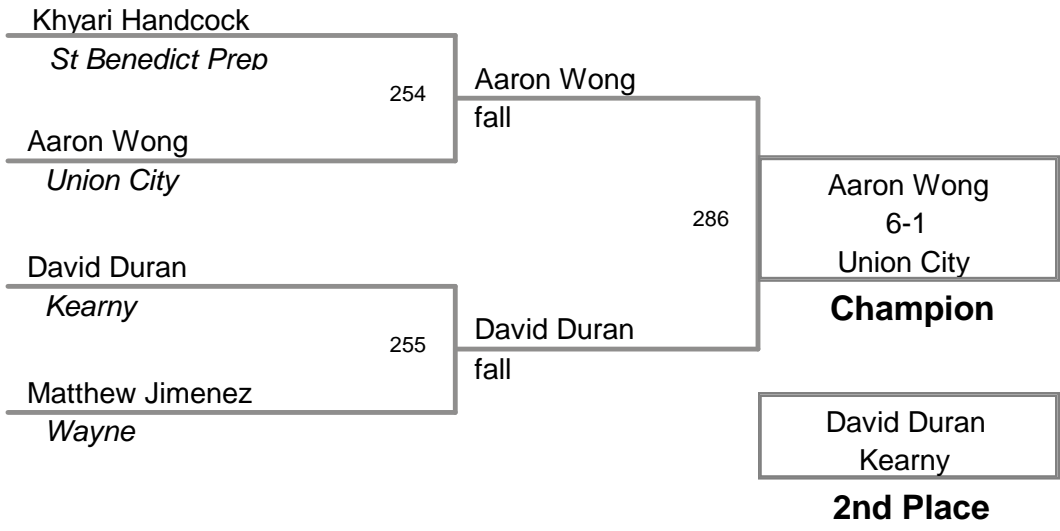 Khyari Handcock
St Benedict Prep
254
Aaron Wong
Union City
Aaron Wong
fall
David Duran
Kearny
255
Matthew Jimenez
Wayne
David Duran
fall
286
Aaron Wong
6-1
Union City
Champion
David Duran
Kearny
2nd Place